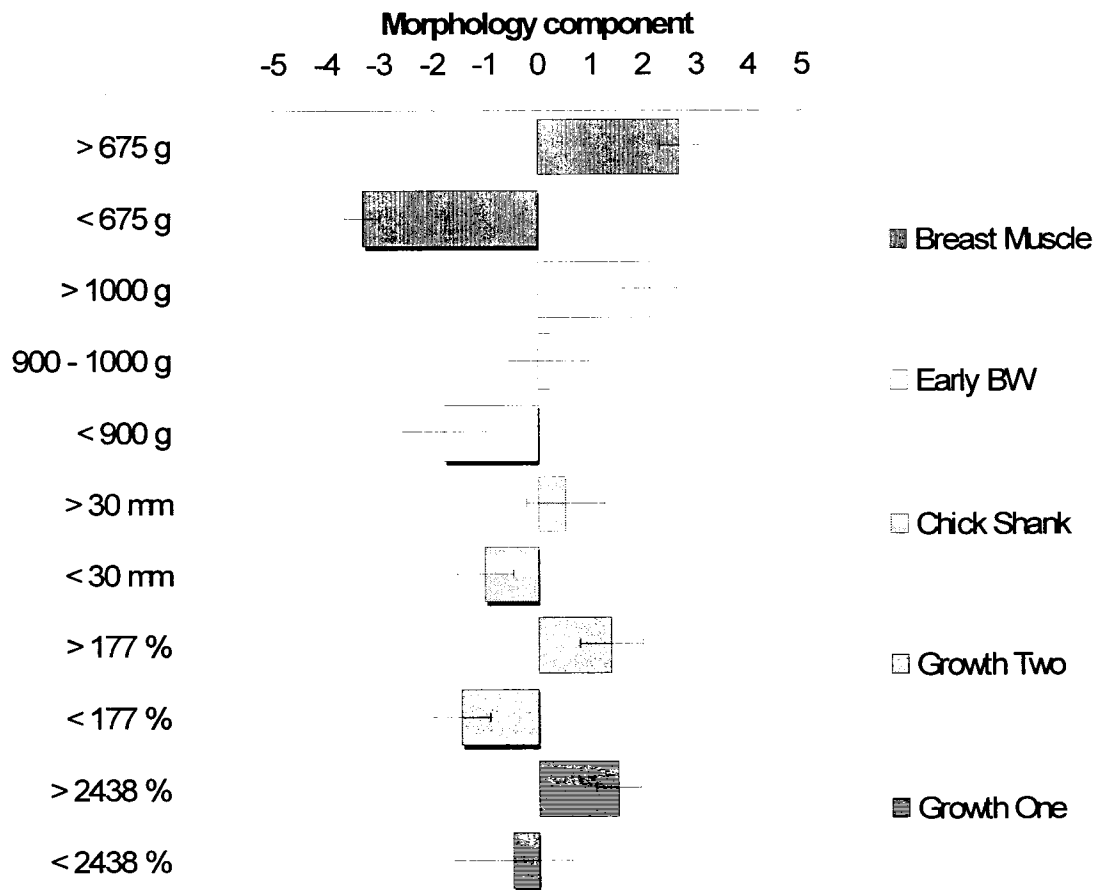 Morphology component
-5 -4 -3 -2 -1 0 1 2 3 4 5
> 675 g
< 675 g
> 1000 g
900 - 1000 g
< 900 g
> 30 mm
< 30 mm
> 177 %
< 177 %
> 2438 %
< 2438 %
Breast Muscle
Early BW
Chick Shank
Growth Two
Growth One